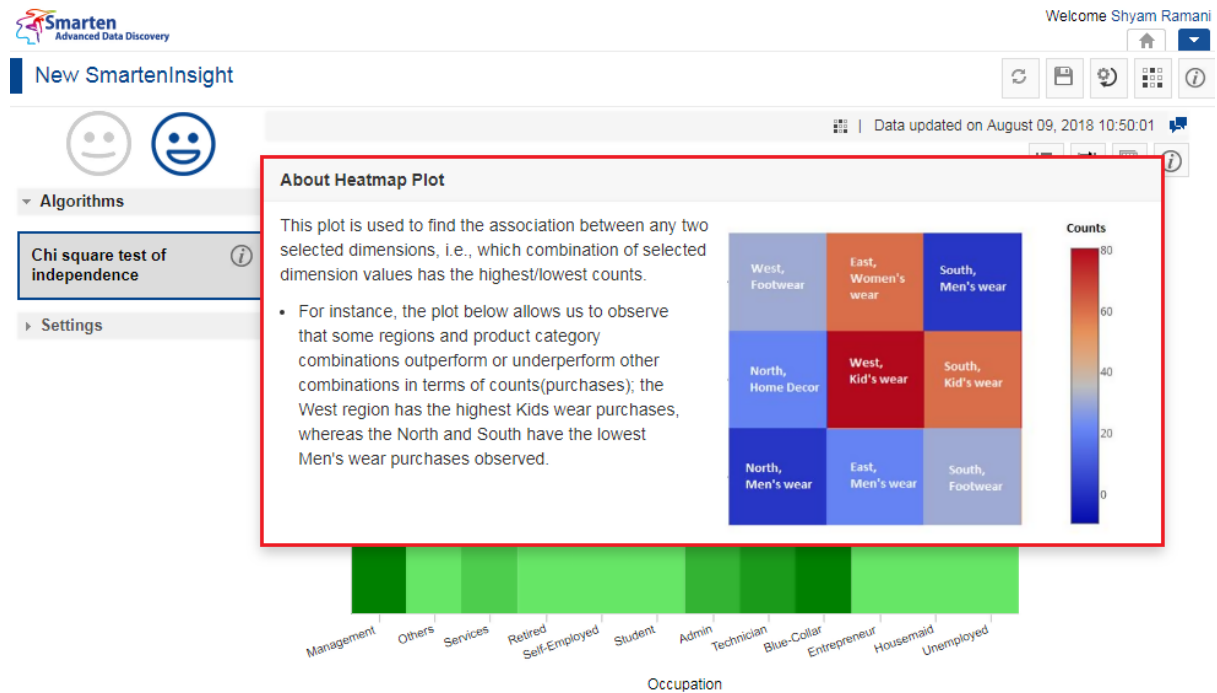 Smarten
Advanced Data Discovery
Welcome Shyam Ramani
New SmartenInsight
| Data updated on August 09, 2018 10:50:01
Algorithms
Chi square test of
independence
Settings
About Heatmap Plot
This plot is used to find the association between any two
selected dimensions, i.e., which combination of selected
dimension values has the highest/lowest counts.
• For instance, the plot below allows us to observe
that some regions and product category
combinations outperform or underperform other
combinations in terms of counts(purchases); the
West region has the highest Kids wear purchases,
whereas the North and South have the lowest
Men's wear purchases observed.
Counts
West,
Footwear
East,
Women's
wear
South,
Men's wear
North,
Home Decor
West,
Kid's wear
South,
Kid's wear
North,
Men's wear
East,
Men's wear
South,
Footwear
80
60
40
20
0
Management
Others
Services
Retired
Self-Employed
Student
Admin
Technician
Blue-Collar
Entrepreneur
Housemaid
Unemployed
Occupation